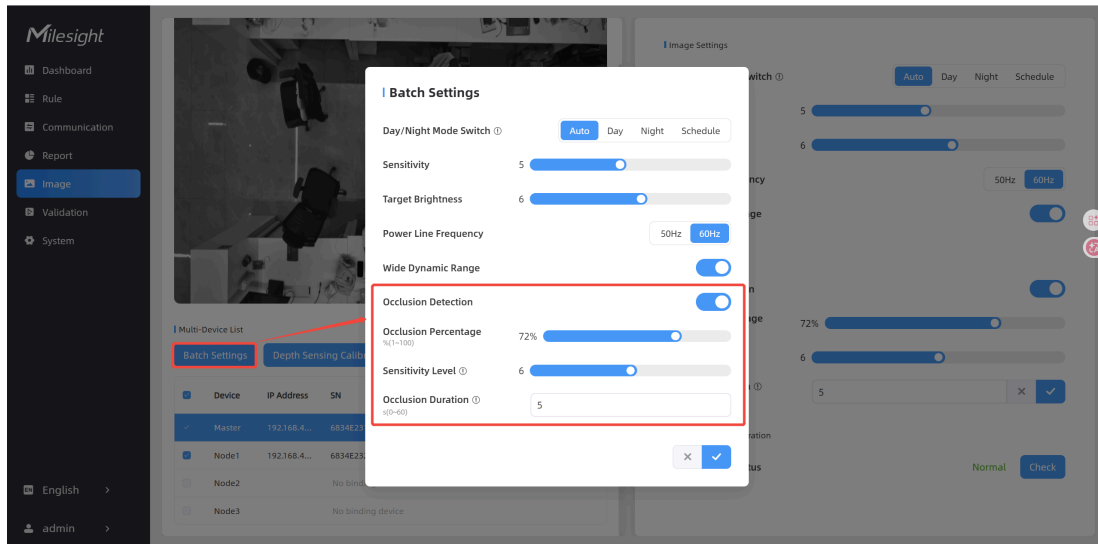 Milesight
Dashboard
Rule
Communication
Report
Image
Validation
System
English
admin
Multi-Device List
Batch Settings
Depth Sensing Calib
Device IP Address SN
Master 192.168.4... 6834E23
Node1 192.168.4... 6834E232
Node2 No bind
Node3 No binding device
Batch Settings
Day/Night Mode Switch Auto Day Night Schedule
Sensitivity 5
Target Brightness 6
Power Line Frequency 50Hz 60Hz
Wide Dynamic Range
Occlusion Detection
Occlusion Percentage 72%
%(1~100)
Sensitivity Level 6
Occlusion Duration 5
s(0~60)
Image Settings
witch Auto Day Night Schedule
5
6
ncy 50Hz 60Hz
ge
n
ge 72%
6
5
ration
tus Normal Check